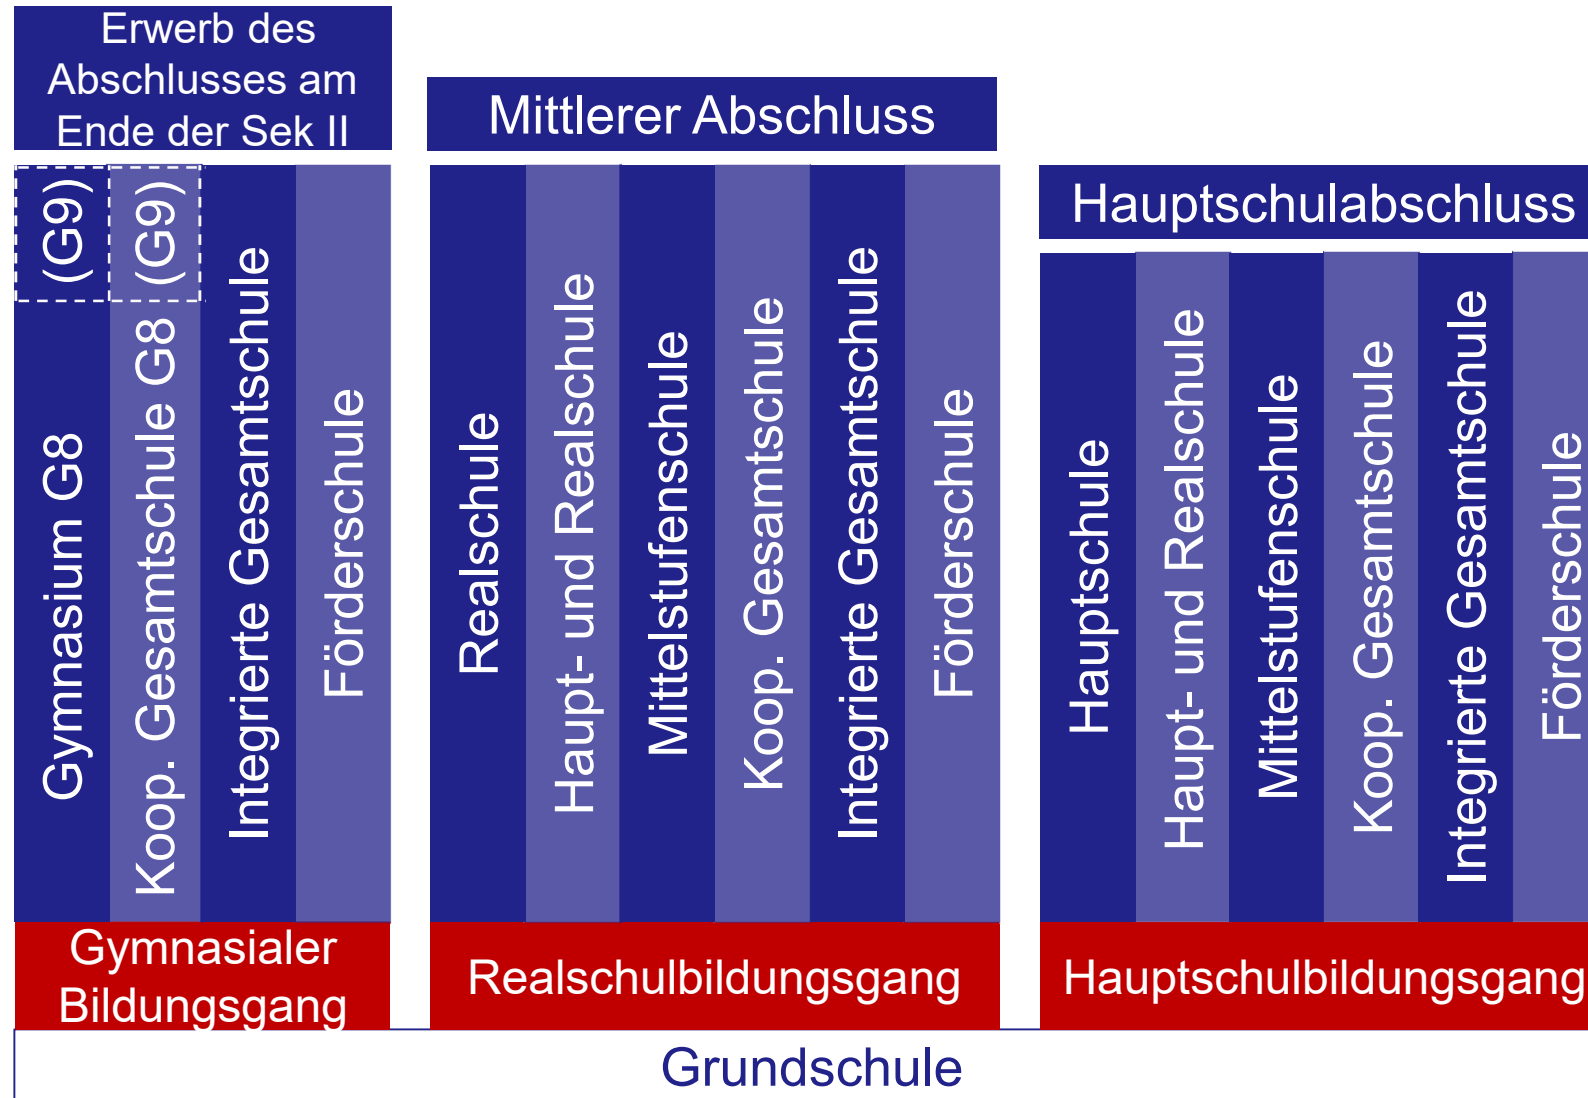 Erwerb des
Abschlusses am
Ende der Sek II
Mittlerer Abschluss
Hauptschulabschluss
Gymnasium G8 (G9)
Koop. Gesamtschule G8 (G9)
Integrierte Gesamtschule
Förderschule
Realschule
Haupt- und Realschule
Mittelstufenschule
Koop. Gesamtschule
Integrierte Gesamtschule
Förderschule
Hauptschule
Haupt- und Realschule
Mittelstufenschule
Koop. Gesamtschule
Integrierte Gesamtschule
Förderschule
Gymnasialer
Bildungsgang
Realschulbildungsgang
Hauptschulbildungsgang
Grundschule